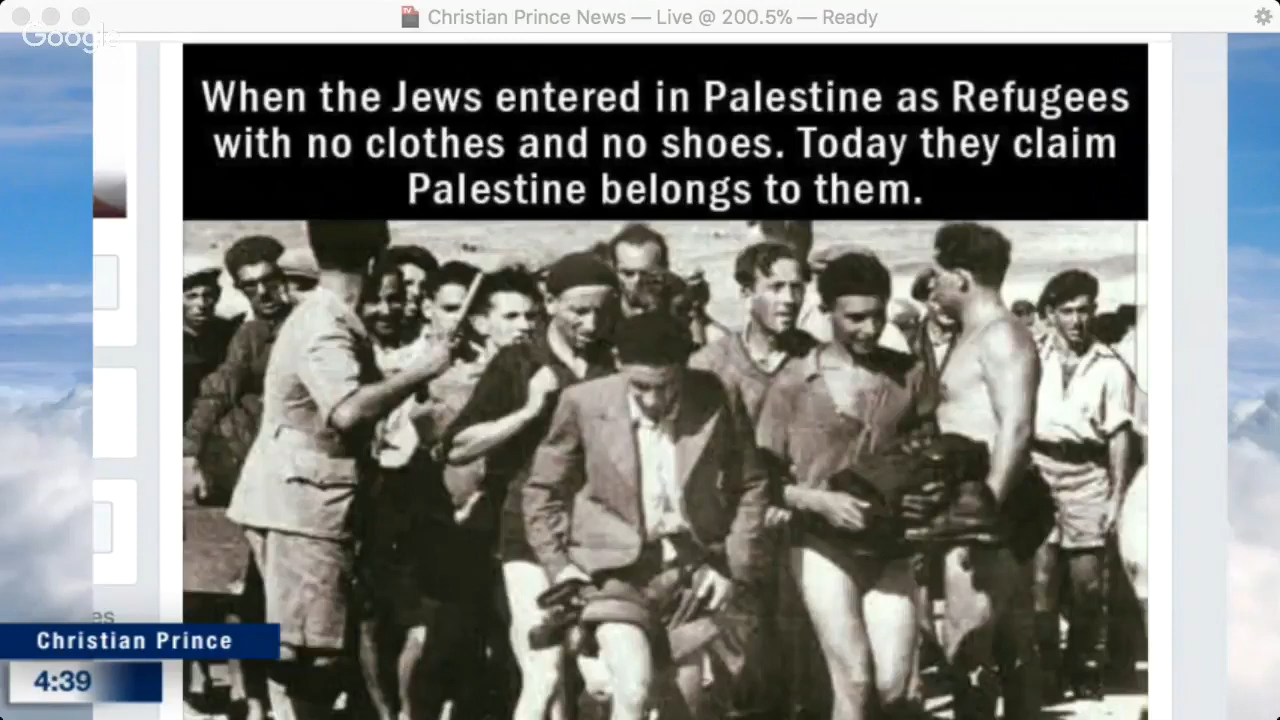 Christian Prince News — Live @ 200.5% — Ready
Google
When the Jews entered in Palestine as Refugees
with no clothes and no shoes. Today they claim
Palestine belongs to them.
es
Christian Prince
4:39